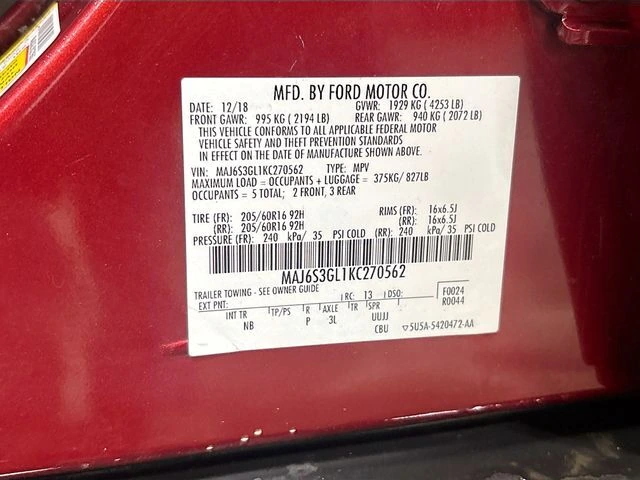 MFD. BY FORD MOTOR CO.
DATE: 12/18 GVWR: 1929 KG ( 4253 LB)
FRONT GAWR: 995 KG ( 2194 LB) REAR GAWR: 940 KG ( 2072 LB)
THIS VEHICLE CONFORMS TO ALL APPLICABLE FEDERAL MOTOR
VEHICLE SAFETY AND THEFT PREVENTION STANDARDS
IN EFFECT ON THE DATE OF MANUFACTURE SHOWN ABOVE.
VIN: MAJ6S3GL1KC270562 TYPE: MPV
MAXIMUM LOAD = OCCUPANTS + LUGGAGE = 375KG/ 827LB
OCCUPANTS = 5 TOTAL; 2 FRONT, 3 REAR
TIRE (FR): 205/60R16 92H RIMS (FR): 16x6.5J
(RR): 205/60R16 92H (RR): 16x6.5J
PRESSURE (FR): 240 kPa/ 35 PSI COLD (RR): 240 kPa/ 35 PSI COLD
MAJ6S3GL1KC270562
TRAILER TOWING - SEE OWNER GUIDE
EXT PNT: RC: 13 DSO: F0024
R0044
INT TR TP/PS R AXLE TR SPR
NB P 3L UUJJ
CBU 5U5A-5420472-AA